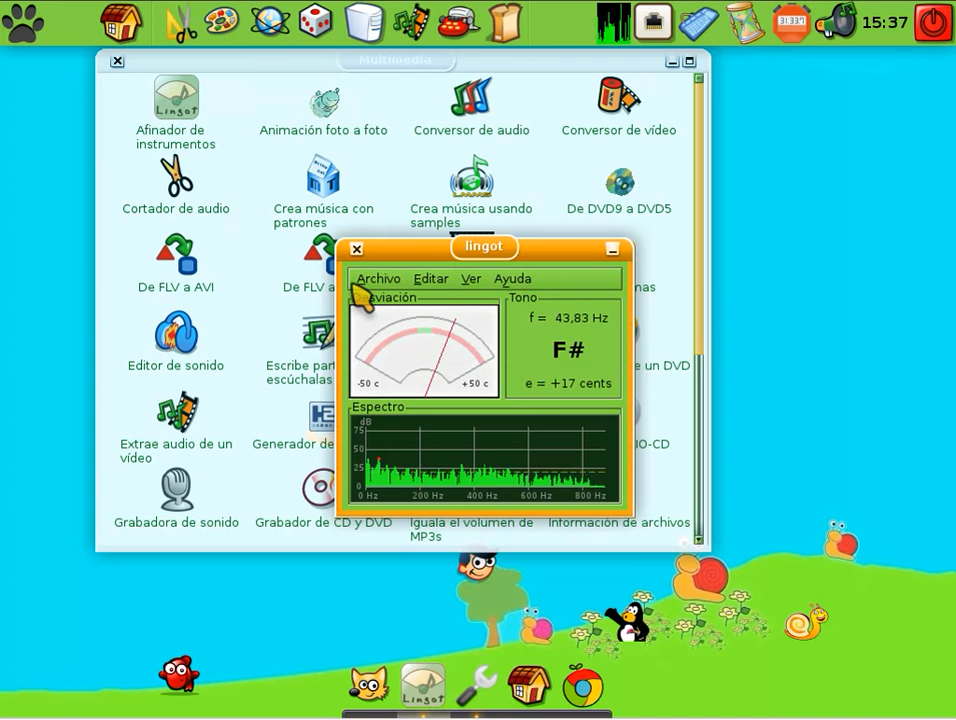 31:337
15:37
Multimedia
Lingot
Afinador de
instrumentos
Animación foto a foto
Conversor de audio
Conversor de vídeo
Cortador de audio
Crea música con
patrones
LMMS
Crea música usando
samples
De DVD9 a DVD5
De FLV a AVI
De FLV a
nas
Editor de sonido
Escribe par
escúchalas
e un DVD
Extrae audio de un
vídeo
Generador de
IO-CD
Grabadora de sonido
Grabador de CD y DVD
Iguala el volumen de
MP3s
Información de archivos
lingot
Archivo Editar Ver Ayuda
Desviación
-50 c
+50 c
Tono
f = 43,83 Hz
F#
e = +17 cents
Espectro
dB
75
50
25
0
0 Hz 200 Hz 400 Hz 600 Hz 800 Hz
Lingot